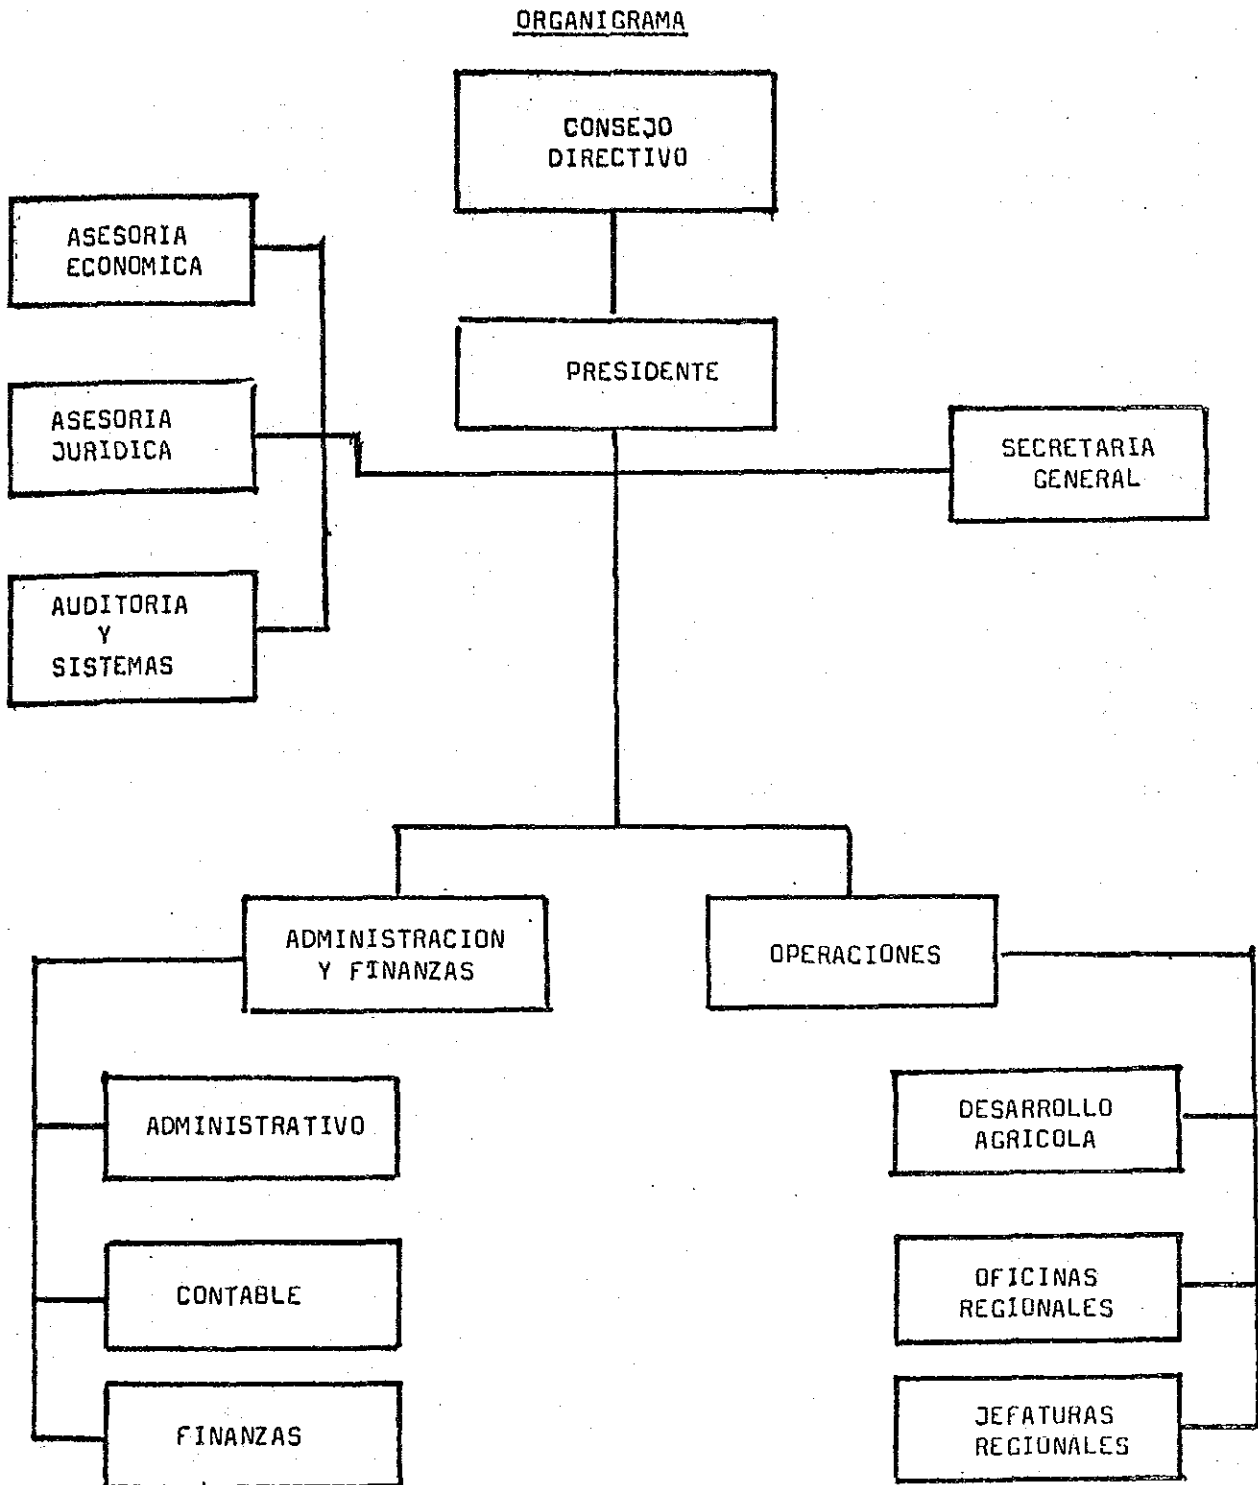 ORGANIGRAMA
CONSEJO
DIRECTIVO
ASESORIA
ECONOMICA
PRESIDENTE
ASESORIA
JURIDICA
SECRETARIA
GENERAL
AUDITORIA
Y
SISTEMAS
ADMINISTRACION
Y FINANZAS
OPERACIONES
ADMINISTRATIVO
DESARROLLO
AGRICOLA
CONTABLE
OFICINAS
REGIONALES
FINANZAS
JEFATURAS
REGIONALES